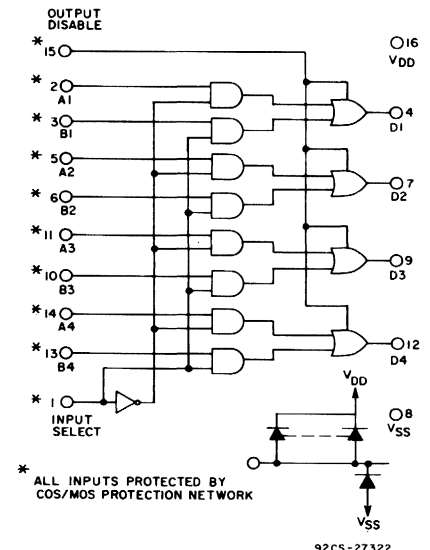 OUTPUT
DISABLE
* 15
16
VDD
* 2
A1
4
D1
* 3
B1
* 5
A2
7
D2
* 6
B2
* 11
A3
9
D3
* 10
B3
* 14
A4
12
D4
* 13
B4
* 1
INPUT
SELECT
VDD
8
VSS
* ALL INPUTS PROTECTED BY
COS/MOS PROTECTION NETWORK
VSS
92CS-27322